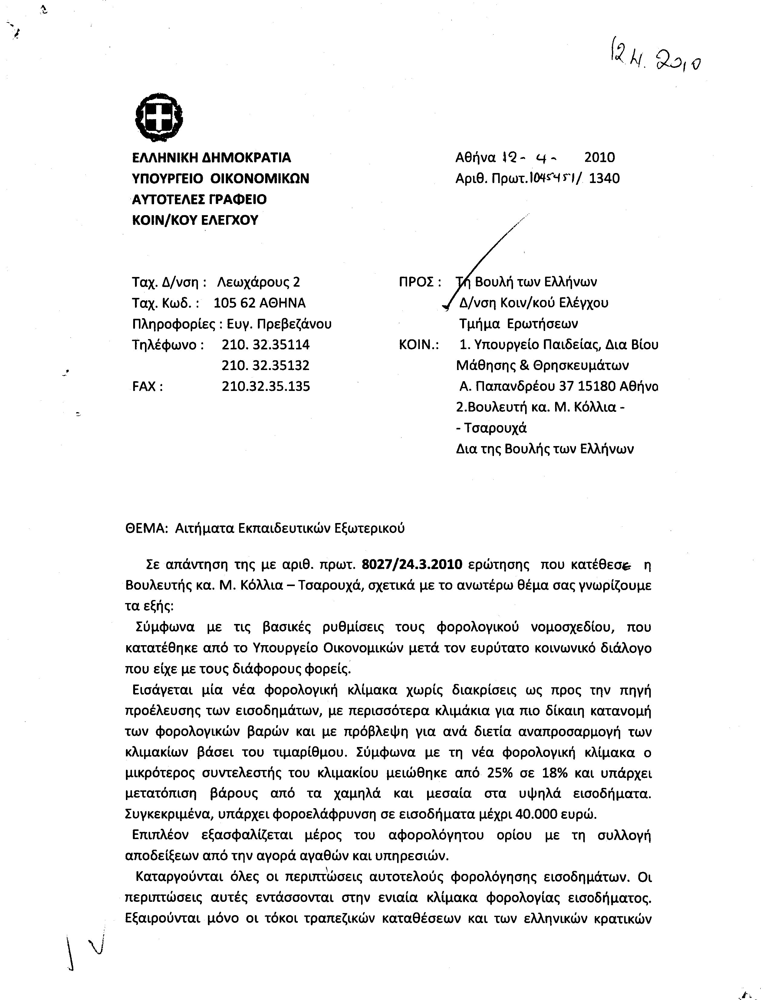 12 4. 2010
ΕΛΛΗΝΙΚΗ ΔΗΜΟΚΡΑΤΙΑ
ΥΠΟΥΡΓΕΙΟ ΟΙΚΟΝΟΜΙΚΩΝ
ΑΥΤΟΤΕΛΕΣ ΓΡΑΦΕΙΟ
ΚΟΙΝ/ΚΟΥ ΕΛΕΓΧΟΥ
Αθήνα 12- 4 - 2010
Αριθ. Πρωτ. 1045451/ 1340
Ταχ. Δ/νση : Λεωχάρους 2
Ταχ. Κωδ. : 105 62 ΑΘΗΝΑ
Πληροφορίες : Ευγ. Πρεβεζάνου
Τηλέφωνο : 210. 32.35114
210. 32.35132
FAX : 210.32.35.135
ΠΡΟΣ : Τη Βουλή των Ελλήνων
Δ/νση Κοιν/κού Ελέγχου
Τμήμα Ερωτήσεων
ΚΟΙΝ.: 1. Υπουργείο Παιδείας, Δια Βίου
Μάθησης & Θρησκευμάτων
Α. Παπανδρέου 37 15180 Αθήνα
2.Βουλευτή κα. Μ. Κόλλια -
- Τσαρουχά
Δια της Βουλής των Ελλήνων
ΘΕΜΑ: Αιτήματα Εκπαιδευτικών Εξωτερικού
Σε απάντηση της με αριθ. πρωτ. 8027/24.3.2010 ερώτησης που κατέθεσε η
Βουλευτής κα. Μ. Κόλλια – Τσαρουχά, σχετικά με το ανωτέρω θέμα σας γνωρίζουμε
τα εξής:
Σύμφωνα με τις βασικές ρυθμίσεις τους φορολογικού νομοσχεδίου, που
κατατέθηκε από το Υπουργείο Οικονομικών μετά τον ευρύτατο κοινωνικό διάλογο
που είχε με τους διάφορους φορείς.
Εισάγεται μία νέα φορολογική κλίμακα χωρίς διακρίσεις ως προς την πηγή
προέλευσης των εισοδημάτων, με περισσότερα κλιμάκια για πιο δίκαιη κατανομή
των φορολογικών βαρών και με πρόβλεψη για ανά διετία αναπροσαρμογή των
κλιμακίων βάσει του τιμαρίθμου. Σύμφωνα με τη νέα φορολογική κλίμακα ο
μικρότερος συντελεστής του κλιμακίου μειώθηκε από 25% σε 18% και υπάρχει
μετατόπιση βάρους από τα χαμηλά και μεσαία στα υψηλά εισοδήματα.
Συγκεκριμένα, υπάρχει φοροελάφρυνση σε εισοδήματα μέχρι 40.000 ευρώ.
Επιπλέον εξασφαλίζεται μέρος του αφορολόγητου ορίου με τη συλλογή
αποδείξεων από την αγορά αγαθών και υπηρεσιών.
Καταργούνται όλες οι περιπτώσεις αυτοτελούς φορολόγησης εισοδημάτων. Οι
περιπτώσεις αυτές εντάσσονται στην ενιαία κλίμακα φορολογίας εισοδήματος.
Εξαιρούνται μόνο οι τόκοι τραπεζικών καταθέσεων και των ελληνικών κρατικών